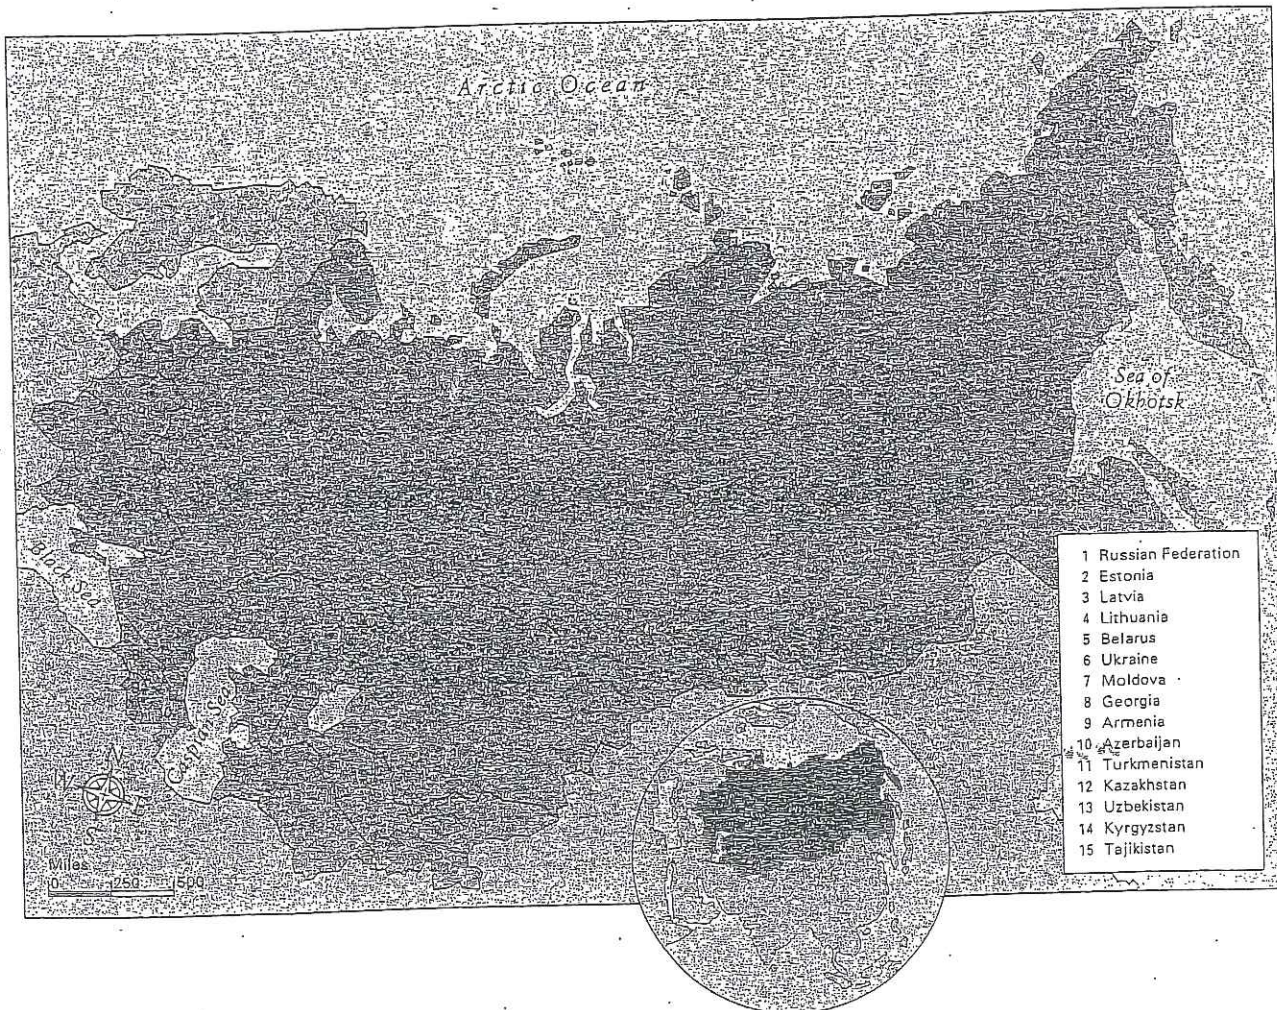 Arctic Ocean
Sea of
Okhotsk
Black Sea
Caspian Sea
N
W
E
S
Miles
0 250 500
1 Russian Federation
2 Estonia
3 Latvia
4 Lithuania
5 Belarus
6 Ukraine
7 Moldova
8 Georgia
9 Armenia
10 Azerbaijan
11 Turkmenistan
12 Kazakhstan
13 Uzbekistan
14 Kyrgyzstan
15 Tajikistan